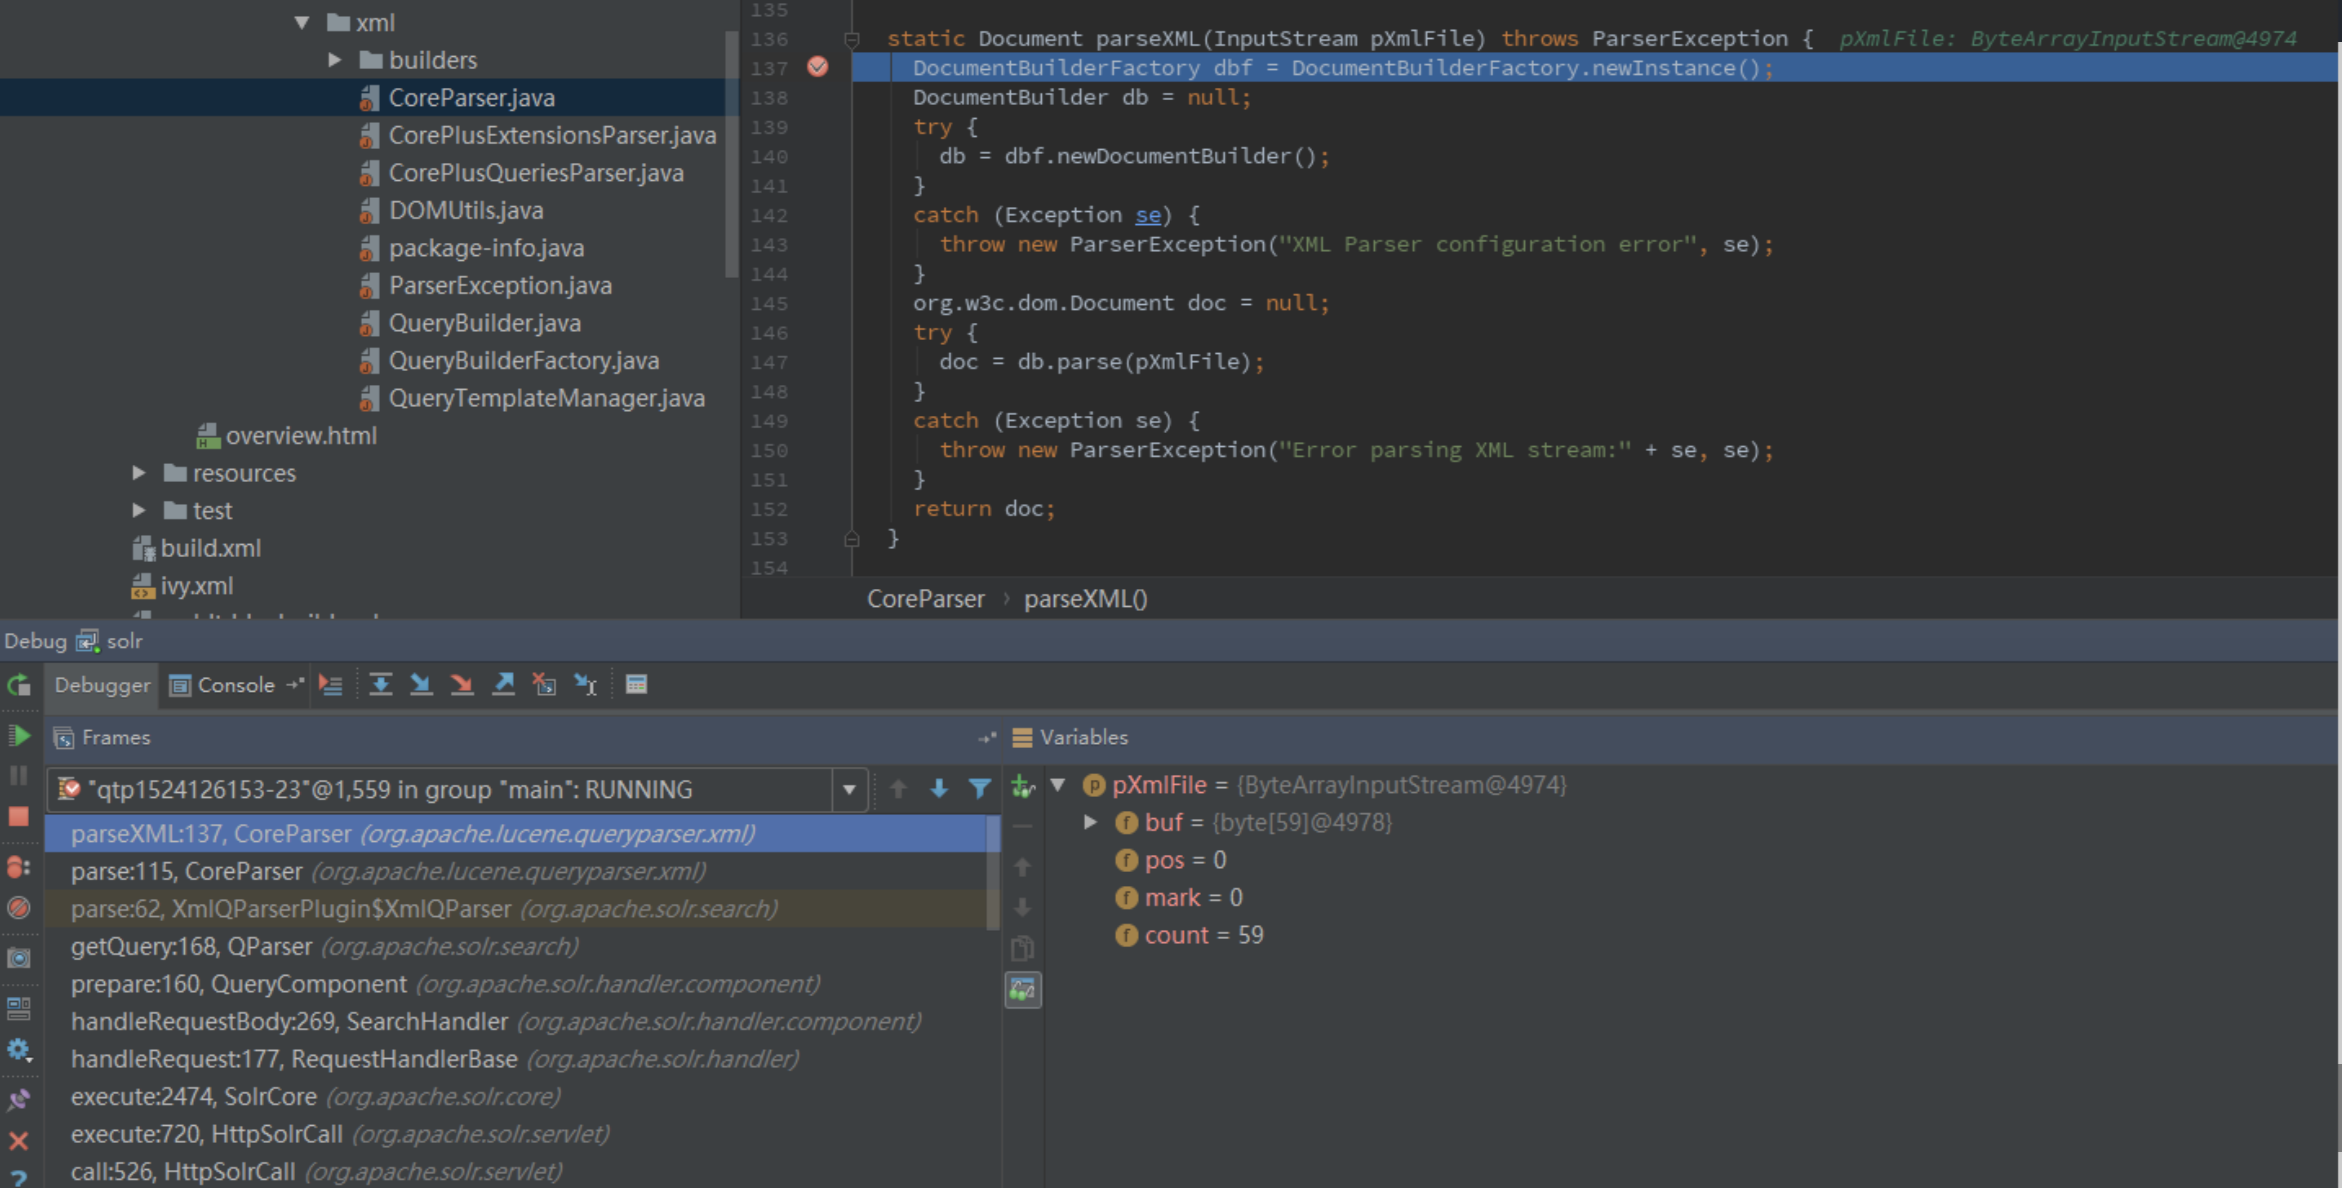 xml
builders
CoreParser.java
CorePlusExtensionsParser.java
CorePlusQueriesParser.java
DOMUtils.java
package-info.java
ParserException.java
QueryBuilder.java
QueryBuilderFactory.java
QueryTemplateManager.java
overview.html
resources
test
build.xml
ivy.xml
135
136 static Document parseXML(InputStream pXmlFile) throws ParserException { pXmlFile: ByteArrayInputStream@4974
137 DocumentBuilderFactory dbf = DocumentBuilderFactory.newInstance();
138 DocumentBuilder db = null;
139 try {
140 db = dbf.newDocumentBuilder();
141 }
142 catch (Exception se) {
143 throw new ParserException("XML Parser configuration error", se);
144 }
145 org.w3c.dom.Document doc = null;
146 try {
147 doc = db.parse(pXmlFile);
148 }
149 catch (Exception se) {
150 throw new ParserException("Error parsing XML stream:" + se, se);
151 }
152 return doc;
153 }
154
CoreParser › parseXML()
Debug solr
Debugger Console
Frames
"qtp1524126153-23"@1,559 in group "main": RUNNING
parseXML:137, CoreParser (org.apache.lucene.queryparser.xml)
parse:115, CoreParser (org.apache.lucene.queryparser.xml)
parse:62, XmlQParserPlugin$XmlQParser (org.apache.solr.search)
getQuery:168, QParser (org.apache.solr.search)
prepare:160, QueryComponent (org.apache.solr.handler.component)
handleRequestBody:269, SearchHandler (org.apache.solr.handler.component)
handleRequest:177, RequestHandlerBase (org.apache.solr.handler)
execute:2474, SolrCore (org.apache.solr.core)
execute:720, HttpSolrCall (org.apache.solr.servlet)
call:526, HttpSolrCall (org.apache.solr.servlet)
Variables
pXmlFile = {ByteArrayInputStream@4974}
buf = {byte[59]@4978}
pos = 0
mark = 0
count = 59